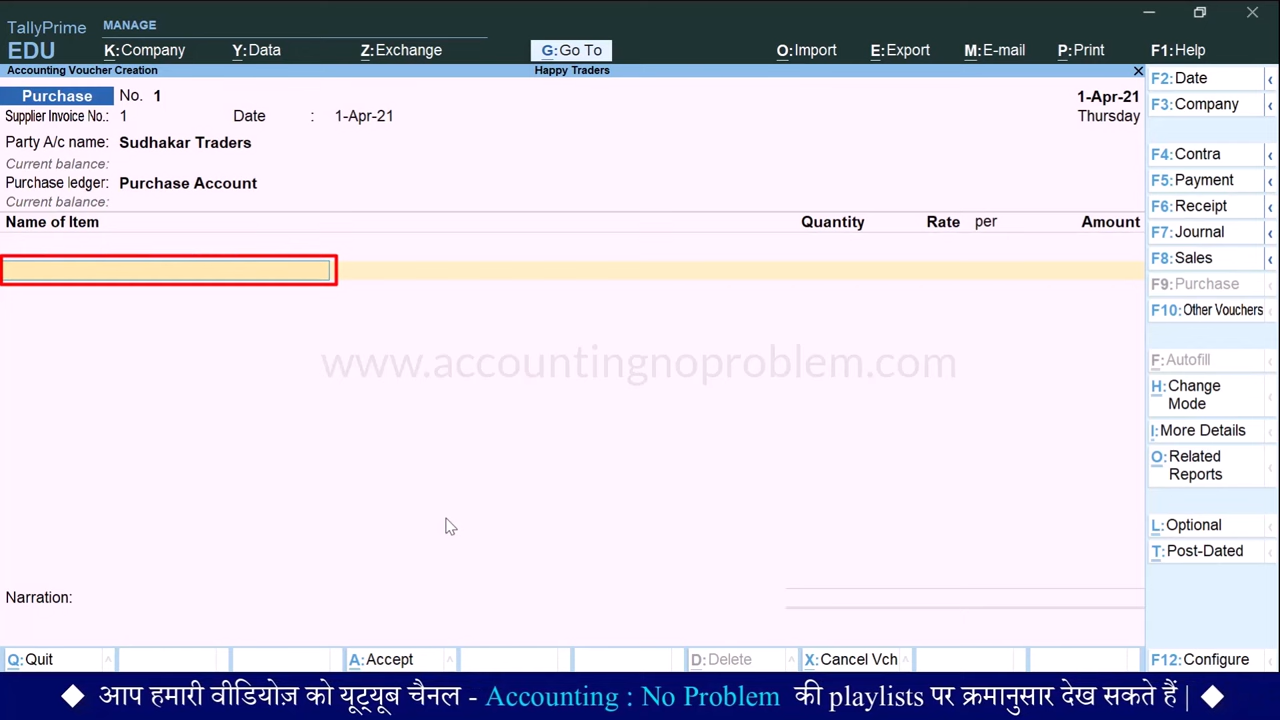 TallyPrime MANAGE
EDU K:Company Y:Data Z:Exchange G:Go To O:Import E:Export M:E-mail P:Print F1:Help
Accounting Voucher Creation Happy Traders
Purchase No. 1 1-Apr-21
Supplier Invoice No.: 1 Date : 1-Apr-21 Thursday
Party A/c name: Sudhakar Traders
Current balance:
Purchase ledger: Purchase Account
Current balance:
Name of Item Quantity Rate per Amount
www.accountingnoproblem.com
Narration:
F2:Date
F3:Company
F4:Contra
F5:Payment
F6:Receipt
F7:Journal
F8:Sales
F9:Purchase
F10:Other Vouchers
F:Autofill
H:Change
Mode
I:More Details
O:Related
Reports
L:Optional
T:Post-Dated
Q:Quit A:Accept D:Delete X:Cancel Vch F12:Configure
आप हमारी वीडियोज़ को यूट्यूब चैनल - Accounting : No Problem की playlists पर क्रमानुसार देख सकते हैं |